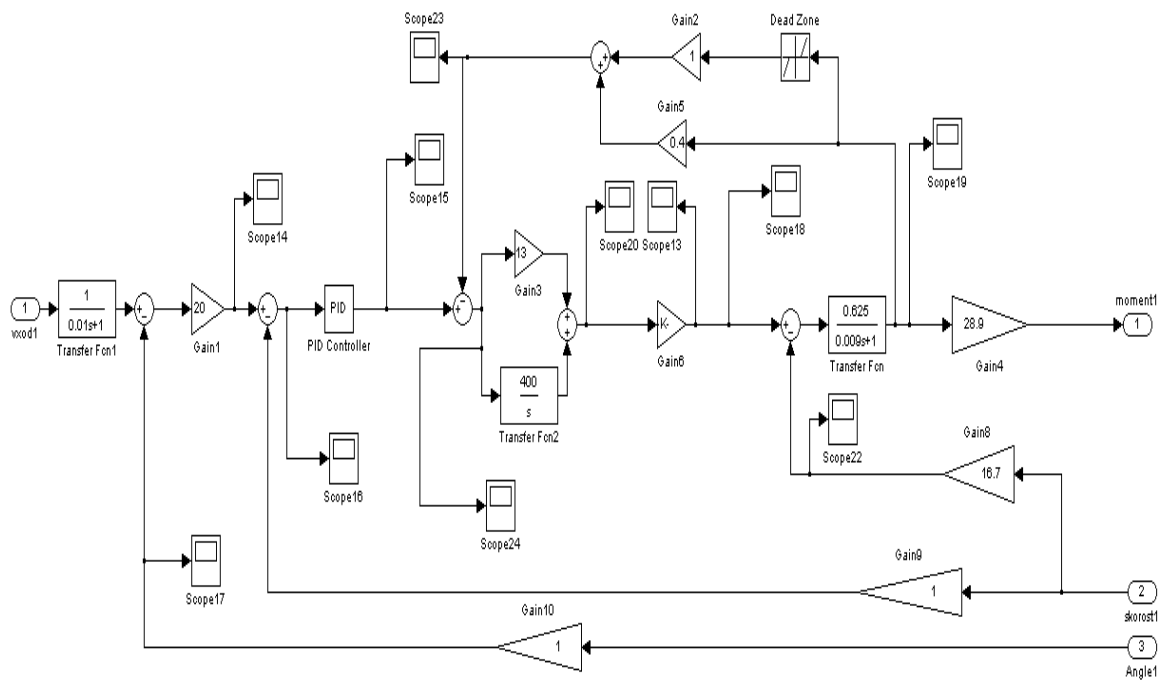 Scope23
Gain2
Dead Zone
1
Gain5
0.4
Scope15
Scope19
Scope14
Scope20
Scope13
Scope18
13
Gain3
1
vxod1
1
0.01s+1
Transfer Fcn1
20
Gain1
PID
PID Controller
K-
Gain6
0.625
0.009s+1
Transfer Fcn
28.9
Gain4
moment1
1
400
s
Transfer Fcn2
Scope16
Scope24
Scope22
Gain8
16.7
Scope17
Gain9
1
2
skorost1
Gain10
1
3
Angle1